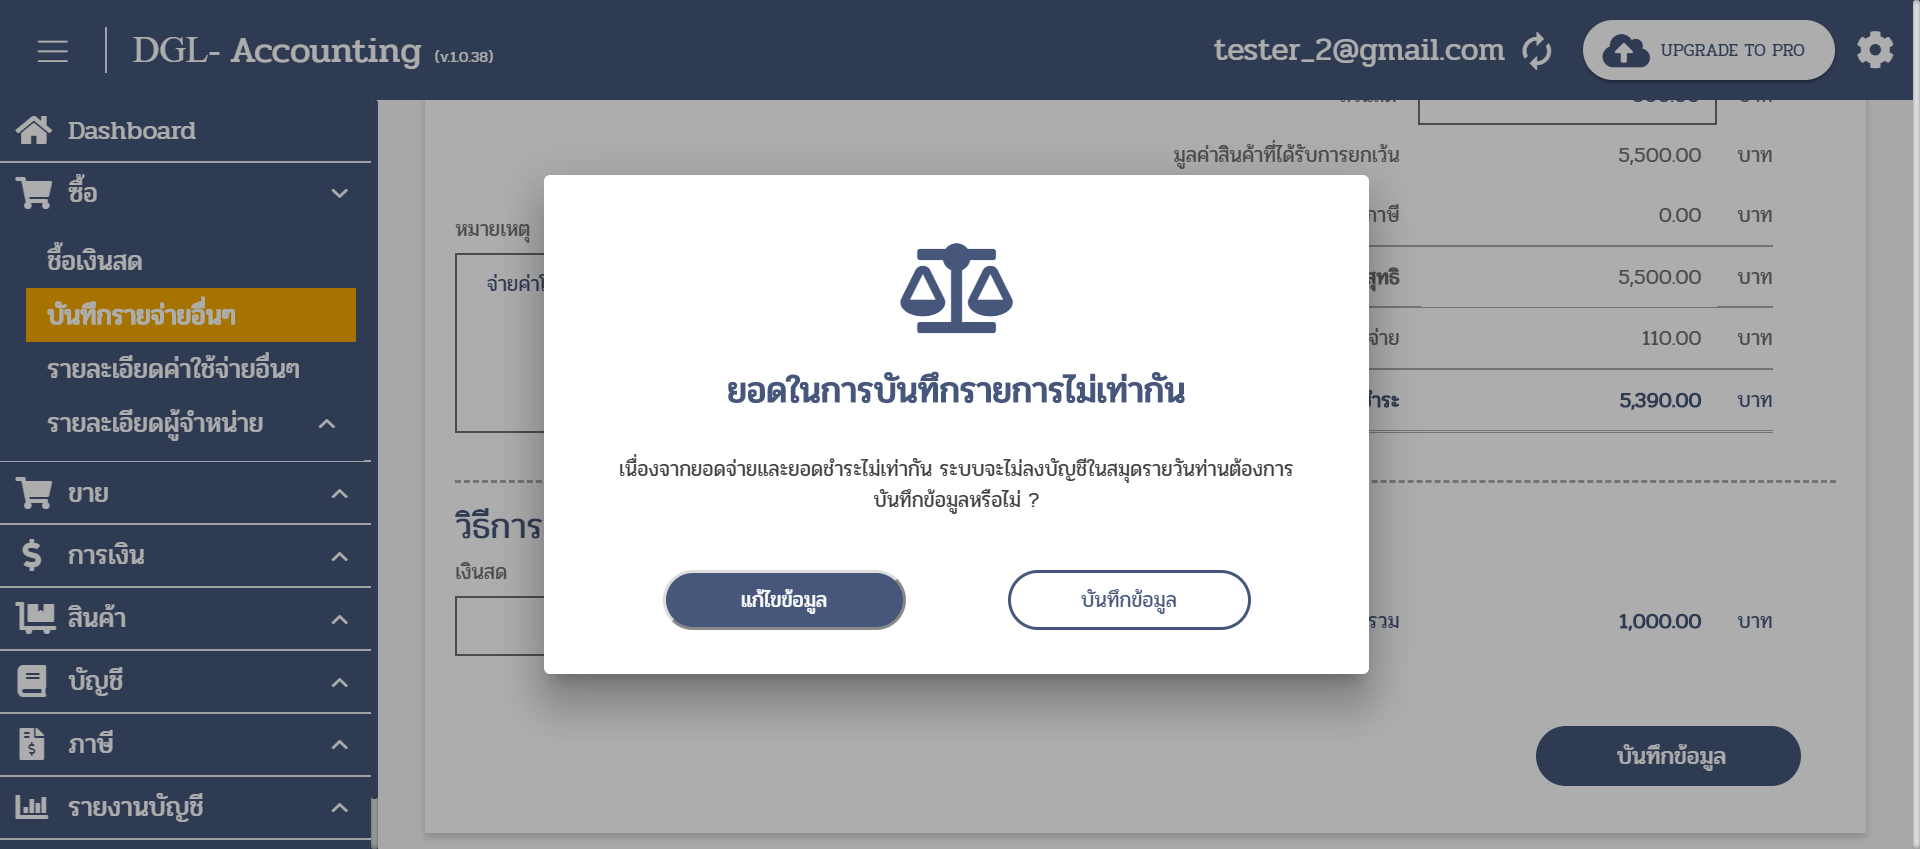 DGL- Accounting (v.1.0.38)
tester_2@gmail.com
UPGRADE TO PRO
Dashboard
ซื้อ
ซื้อเงินสด
บันทึกรายจ่ายอื่นๆ
รายละเอียดค่าใช้จ่ายอื่นๆ
รายละเอียดผู้จำหน่าย
ขาย
การเงิน
สินค้า
บัญชี
ภาษี
รายงานบัญชี
มูลค่าสินค้าที่ได้รับการยกเว้น 5,500.00 บาท
ภาษี 0.00 บาท
สุทธิ 5,500.00 บาท
จ่าย 110.00 บาท
5,390.00 บาท
หมายเหตุ
จ่ายค่า
วิธีการ
เงินสด
รวม 1,000.00 บาท
บันทึกข้อมูล
ยอดในการบันทึกรายการไม่เท่ากัน
เนื่องจากยอดจ่ายและยอดชำระไม่เท่ากัน ระบบจะไม่ลงบัญชีในสมุดรายวันท่านต้องการ
บันทึกข้อมูลหรือไม่ ?
แก้ไขข้อมูล
บันทึกข้อมูล